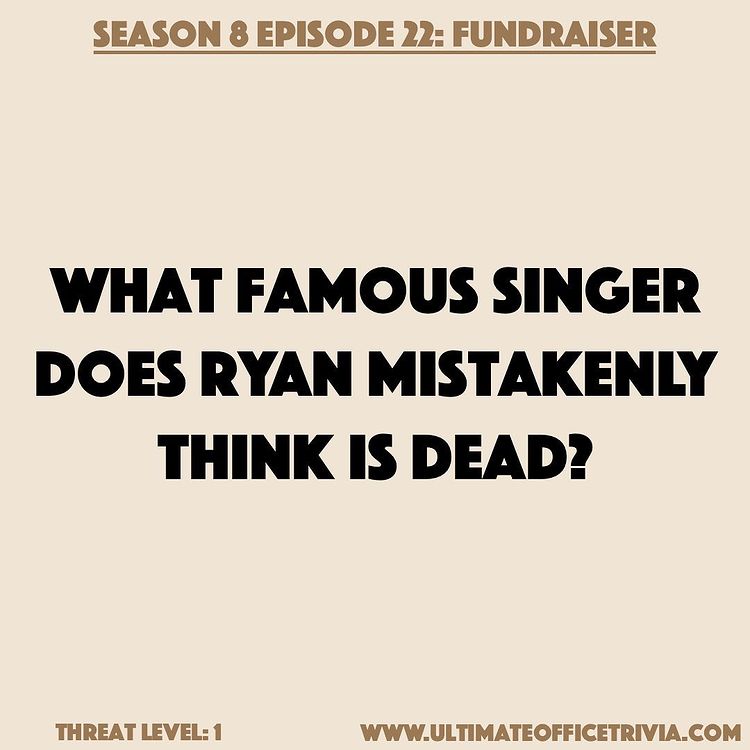 SEASON 8 EPISODE 22: FUNDRAISER
WHAT FAMOUS SINGER
DOES RYAN MISTAKENLY
THINK IS DEAD?
THREAT LEVEL: 1
WWW.ULTIMATEOFFICETRIVIA.COM